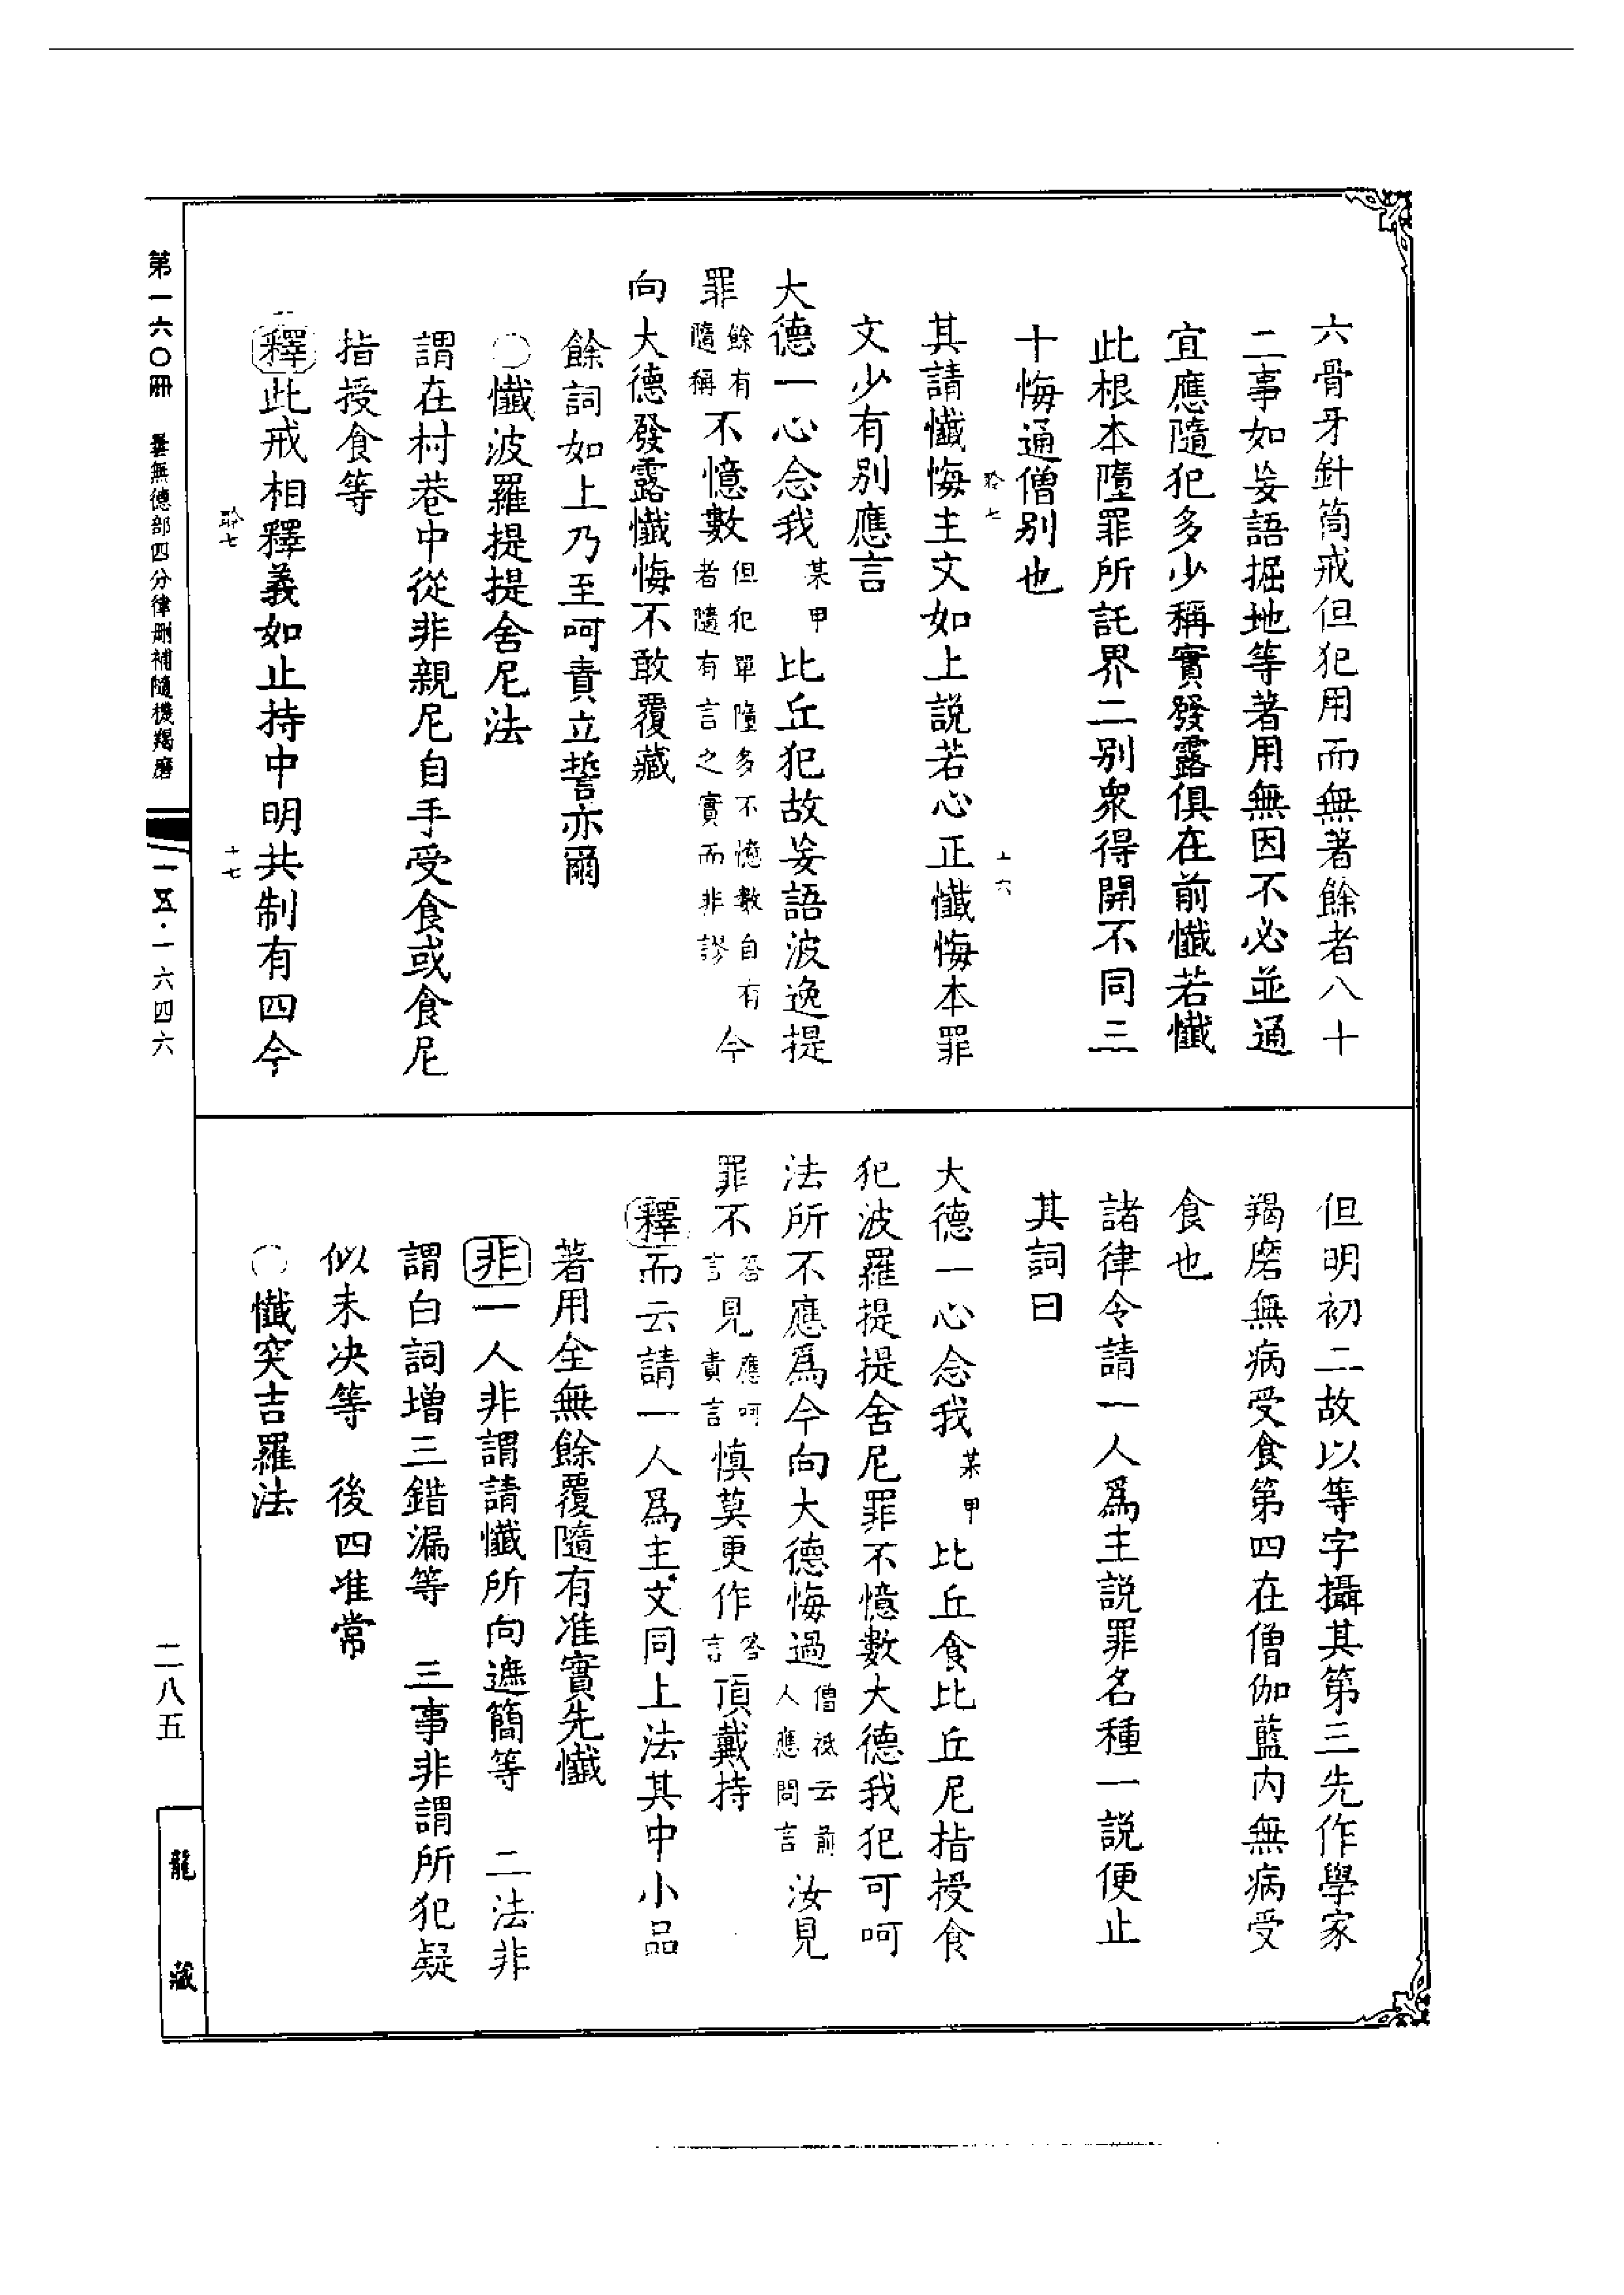 六骨牙針筒戒但犯用而無著餘者八十
二事如妄語掘地等著用無因不必並通
宜應隨犯多少稱實發露俱在前懺若懺
此根本墮罪所託界二別衆得開不同三
十悔通僧別也
聆七
十六
其請懺悔主文如上說若心正懺悔本罪
文少有別應言
大德一心念我某甲比丘犯故妄語波逸提
罪餘有隨稱不憶數但犯單墮多不憶數自有者隨有言之實而非謬今
向大德發露懺悔不敢覆藏
餘詞如上乃至呵責立誓亦爾
〇懺波羅提提舍尼法
謂在村巷中從非親尼自手受食或食尼
指授食等
釋此戒相釋義如止持中明共制有四今
聆七
十七
但明初二故以等字攝其第三先作學家
羯磨無病受食第四在僧伽藍內無病受
食也
諸律令請一人爲主說罪名種一說便止
其詞曰
大德一心念我某甲比丘食比丘尼指授食
犯波羅提提舍尼罪不憶數大德我犯可呵
法所不應爲今向大德悔過僧祇云前人應問言汝見
罪不答言見應呵責言慎莫更作答言頂戴持
釋而云請一人爲主文同上法其中小品
著用全無餘覆隨有准實先懺
非一人非謂請懺所向遮簡等　二法非
謂白詞增三錯漏等　三事非謂所犯疑
似未決等　後四准常
〇懺突吉羅法
第一六〇冊　曇無德部四分律刪補隨機羯磨
一五·一六四六
二八五
龍藏